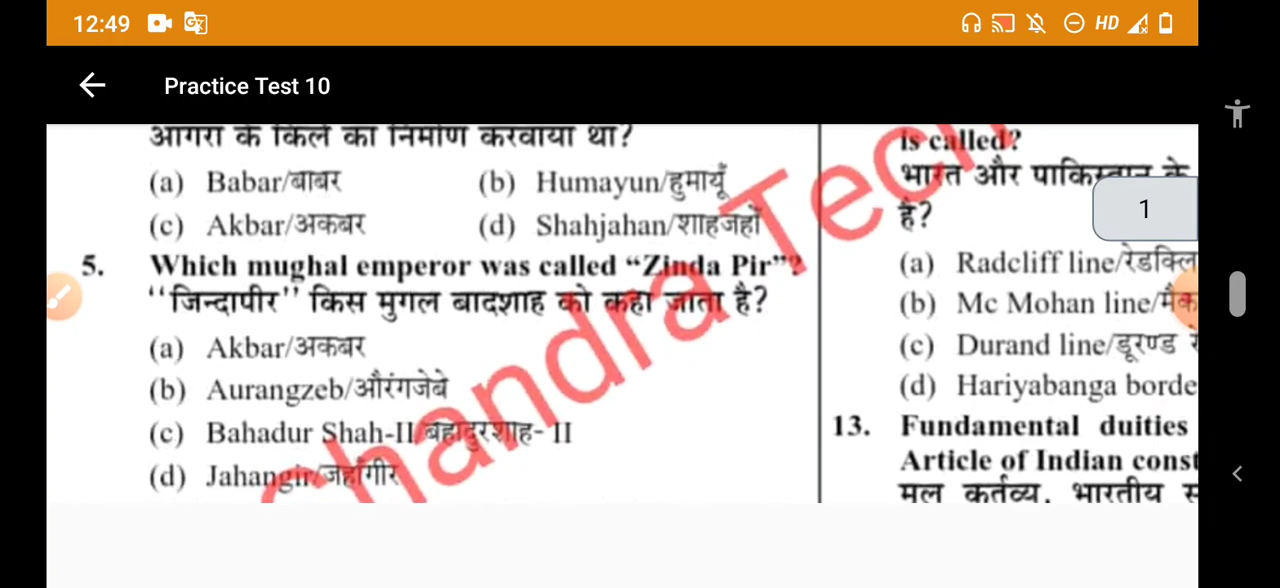 12:49
HD
Practice Test 10
आगरा के किले का निर्माण करवाया था?
(a) Babar/बाबर (b) Humayun/हुमायूँ
(c) Akbar/अकबर (d) Shahjahan/शाहजहाँ
5. Which mughal emperor was called “Zinda Pir”?
‘‘जिन्दापीर’’ किस मुगल बादशाह को कहा जाता है?
(a) Akbar/अकबर
(b) Aurangzeb/औरंगजेबे
(c) Bahadur Shah-II/बहादुरशाह- II
(d) Jahangir/जहाँगीर
is called?
भारत और पाकिस्तान के
है?
(a) Radcliff line/रेडक्लि
(b) Mc Mohan line/मैक
(c) Durand line/डूरण्ड
(d) Hariyabanga borde
13. Fundamental duities
Article of Indian const
मूल कर्तव्य, भारतीय
1
chandra Tech